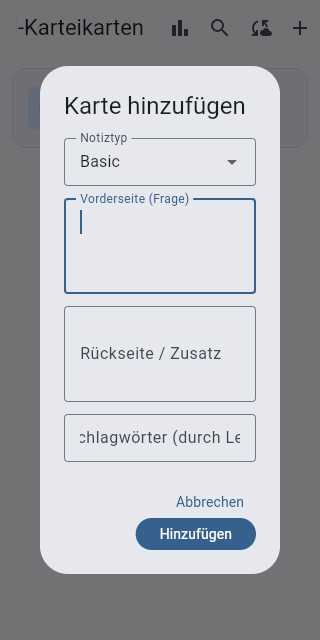 -Karteikarten
Karte hinzufügen
Notiztyp
Basic
Vorderseite (Frage)
Rückseite / Zusatz
chlagwörter (durch Le
Abbrechen
Hinzufügen